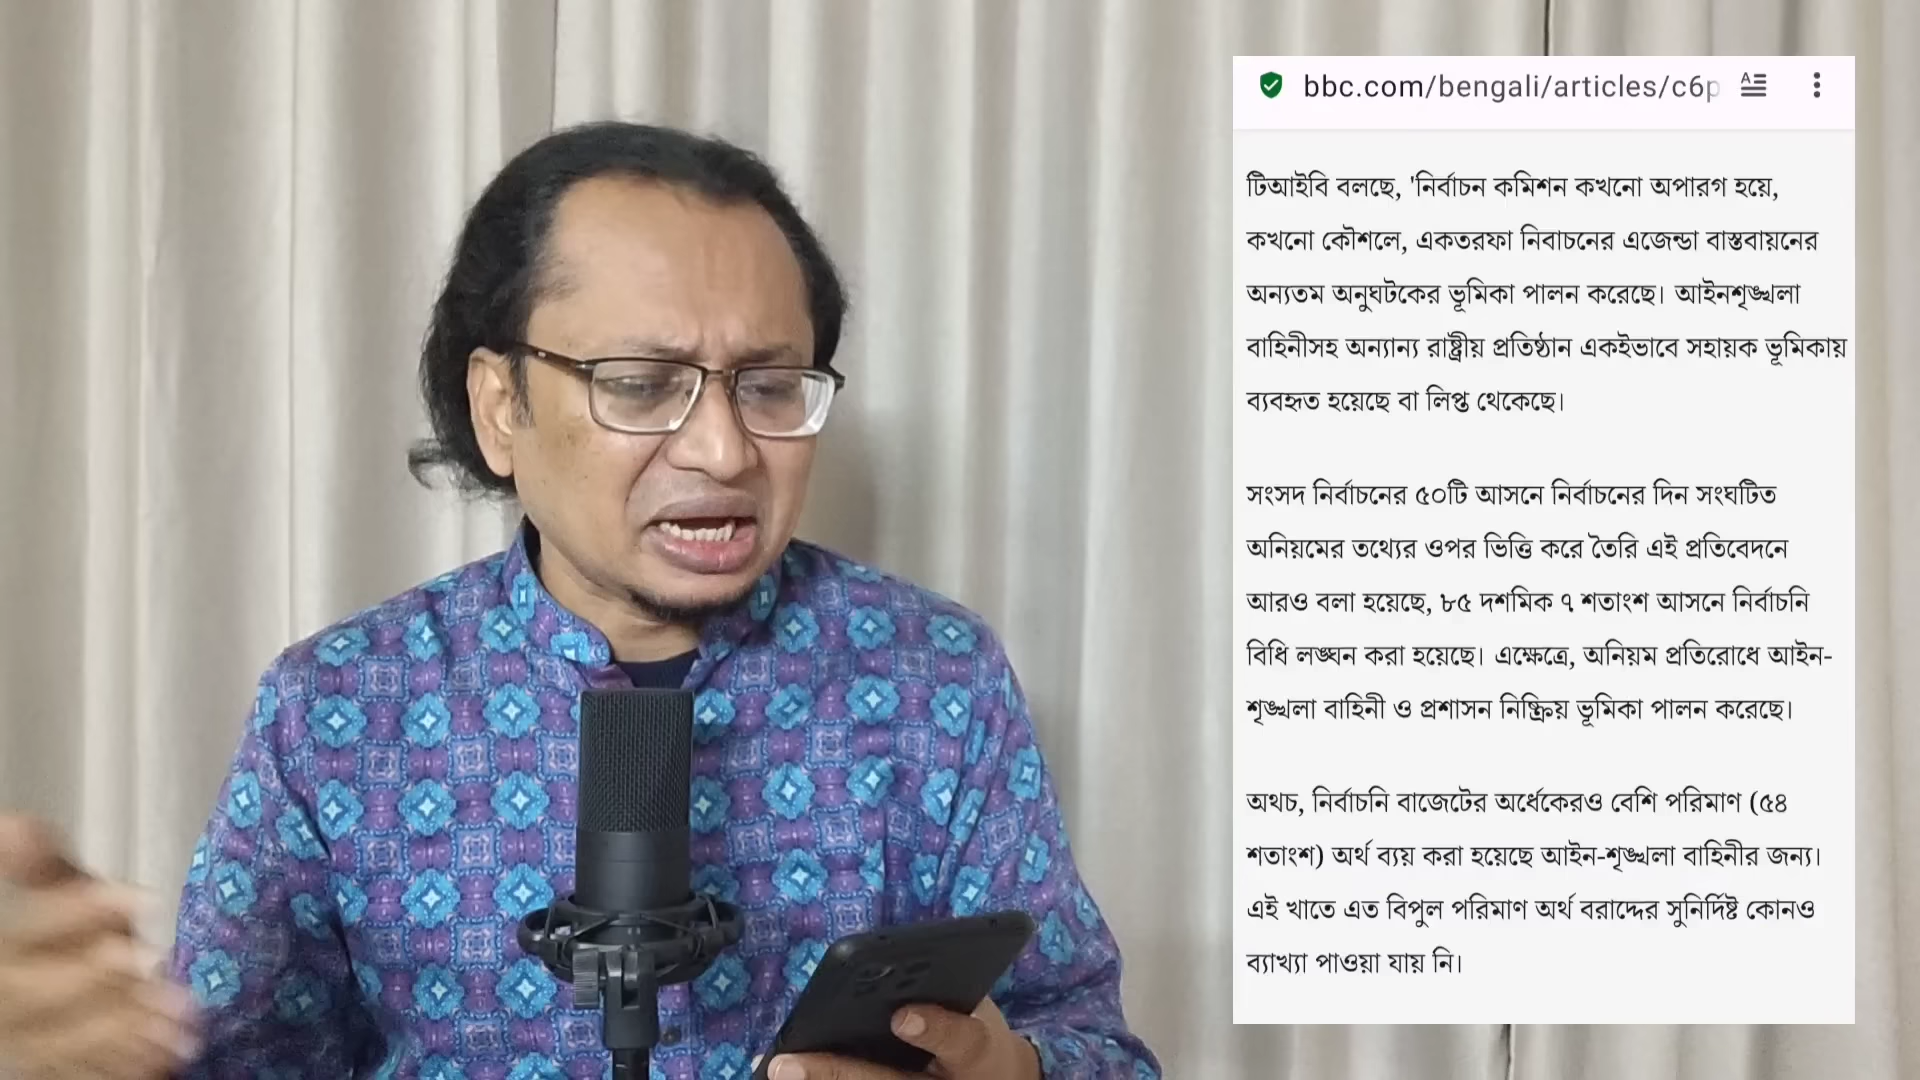 bbc.com/bengali/articles/c6p
টিআইবি বলছে, 'নির্বাচন কমিশন কখনো অপারগ হয়ে,
কখনো কৌশলে, একতরফা নিবাচনের এজেন্ডা বাস্তবায়নের
অন্যতম অনুঘটকের ভূমিকা পালন করেছে। আইনশৃঙ্খলা
বাহিনীসহ অন্যান্য রাষ্ট্রীয় প্রতিষ্ঠান একইভাবে সহায়ক ভূমিকায়
ব্যবহৃত হয়েছে বা লিপ্ত থেকেছে।
সংসদ নির্বাচনের ৫০টি আসনে নির্বাচনের দিন সংঘটিত
অনিয়মের তথ্যের ওপর ভিত্তি করে তৈরি এই প্রতিবেদনে
আরও বলা হয়েছে, ৮৫ দশমিক ৭ শতাংশ আসনে নির্বাচনি
বিধি লঙ্ঘন করা হয়েছে। এক্ষেত্রে, অনিয়ম প্রতিরোধে আইন-
শৃঙ্খলা বাহিনী ও প্রশাসন নিষ্ক্রিয় ভূমিকা পালন করেছে।
অথচ, নির্বাচনি বাজেটের অর্ধেকেরও বেশি পরিমাণ (৫৪
শতাংশ) অর্থ ব্যয় করা হয়েছে আইন-শৃঙ্খলা বাহিনীর জন্য।
এই খাতে এত বিপুল পরিমাণ অর্থ বরাদ্দের সুনির্দিষ্ট কোনও
ব্যাখ্যা পাওয়া যায় নি।